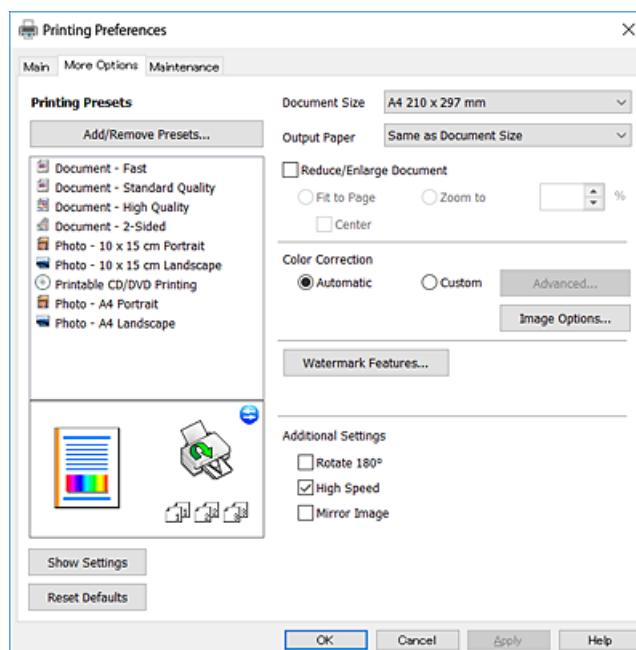 Printing Preferences
Main More Options Maintenance
Printing Presets
Add/Remove Presets...
Document - Fast
Document - Standard Quality
Document - High Quality
Document - 2-Sided
Photo - 10 x 15 cm Portrait
Photo - 10 x 15 cm Landscape
Printable CD/DVD Printing
Photo - A4 Portrait
Photo - A4 Landscape
Show Settings
Reset Defaults
Document Size A4 210 x 297 mm
Output Paper Same as Document Size
Reduce/Enlarge Document
Fit to Page Zoom to %
Center
Color Correction
Automatic Custom Advanced...
Image Options...
Watermark Features...
Additional Settings
Rotate 180°
High Speed
Mirror Image
OK Cancel Apply Help